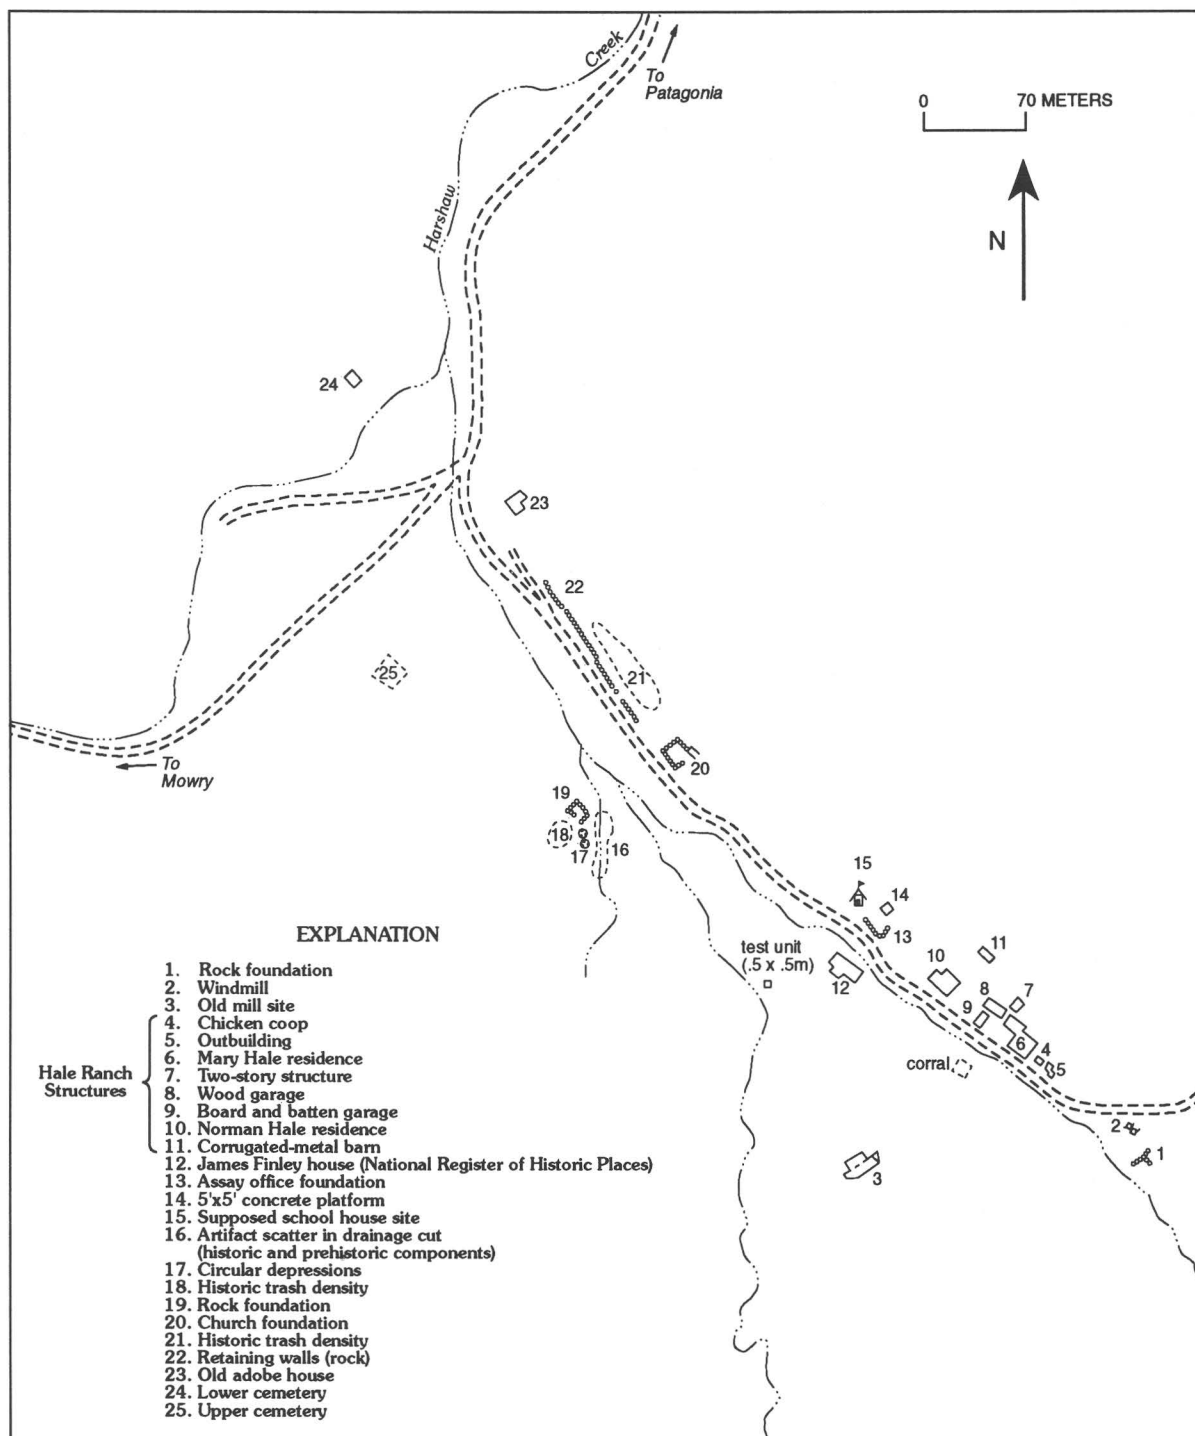 Creek
To
Patagonia
0 70 METERS
Harshaw
N
24
23
22
25
21
To
Mowry
20
19
18
17
16
15
14
13
test unit
(.5 x .5m)
12
11
10
9
8
7
6
4
5
corral
2
1
3
EXPLANATION
1. Rock foundation
2. Windmill
3. Old mill site
4. Chicken coop
5. Outbuilding
6. Mary Hale residence
Hale Ranch
Structures
7. Two-story structure
8. Wood garage
9. Board and batten garage
10. Norman Hale residence
11. Corrugated-metal barn
12. James Finley house (National Register of Historic Places)
13. Assay office foundation
14. 5'x5' concrete platform
15. Supposed school house site
16. Artifact scatter in drainage cut
(historic and prehistoric components)
17. Circular depressions
18. Historic trash density
19. Rock foundation
20. Church foundation
21. Historic trash density
22. Retaining walls (rock)
23. Old adobe house
24. Lower cemetery
25. Upper cemetery